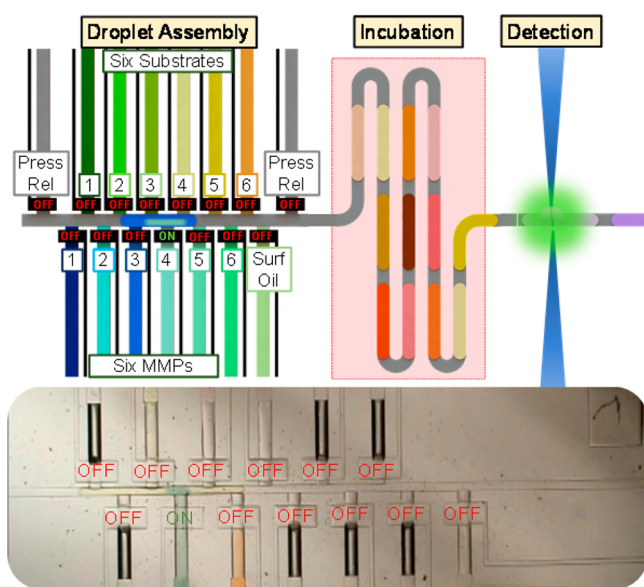 Droplet Assembly
Incubation
Detection
Six Substrates
Press
Rel
1
2
3
4
5
6
Press
Rel
OFF OFF OFF OFF OFF OFF OFF OFF
OFF OFF OFF ON OFF OFF OFF
1
2
3
4
5
6
Surf
Oil
Six MMPs
OFF OFF OFF OFF OFF OFF
OFF ON OFF OFF OFF OFF OFF